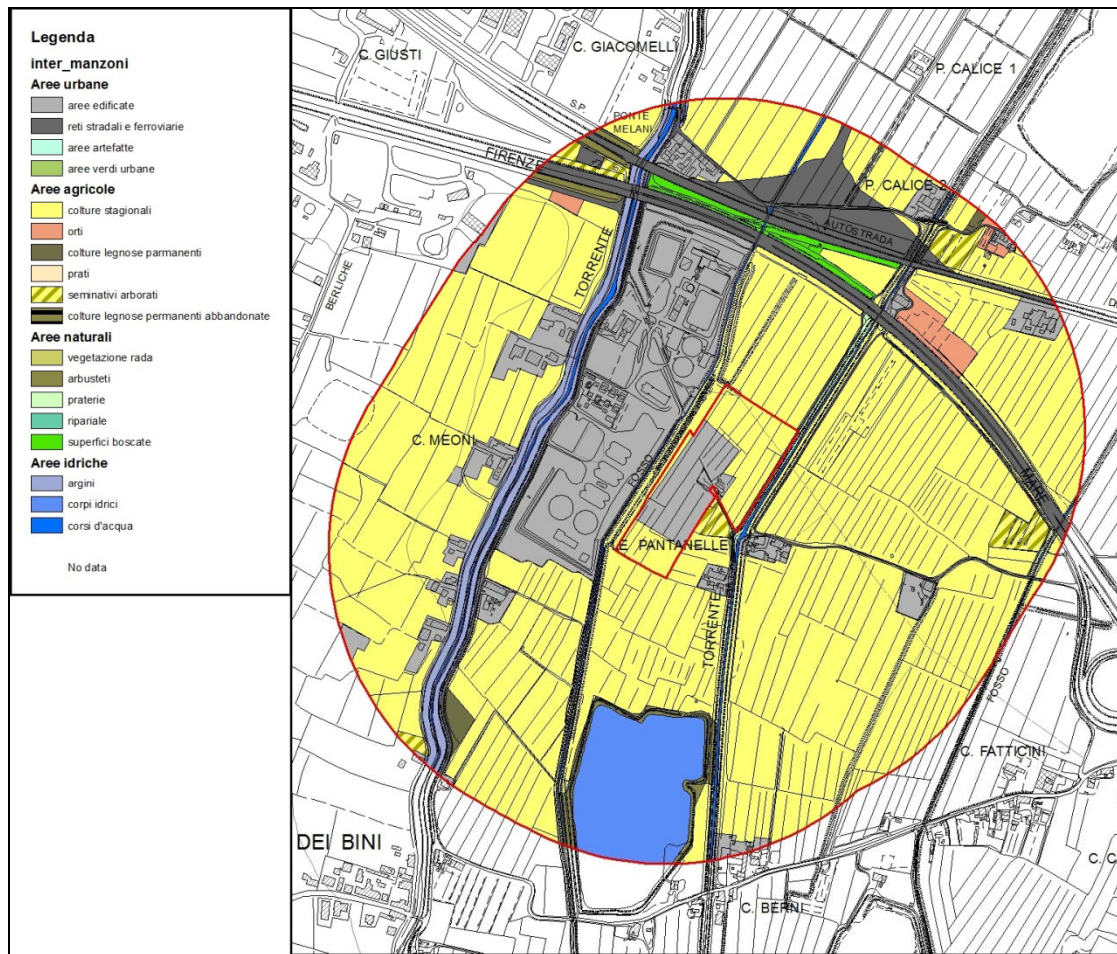 Legenda
inter_manzoni
Aree urbane
aree edificate
reti stradali e ferroviarie
aree artefatte
aree verdi urbane
Aree agricole
colture stagionali
orti
colture legnose parmanenti
prati
seminativi arborati
colture legnose permanenti abbandonate
Aree naturali
vegetazione rada
arbusteti
praterie
ripariale
superfici boscate
Aree idriche
argini
corpi idrici
corsi d'acqua
No data
C. GIUSTI
C. GIACOMELLI
P. CALICE 1
S.P.
PONTE
MELANI
FIRENZE
P. CALICE 2
AUTOSTRADA
TORRENTE
BERLICHE
C. MEONI
FOSSO
MARE
LE PANTANELLE
TORRENTE
FOSSO
C. FATTICINI
DEI BINI
C. BERNI